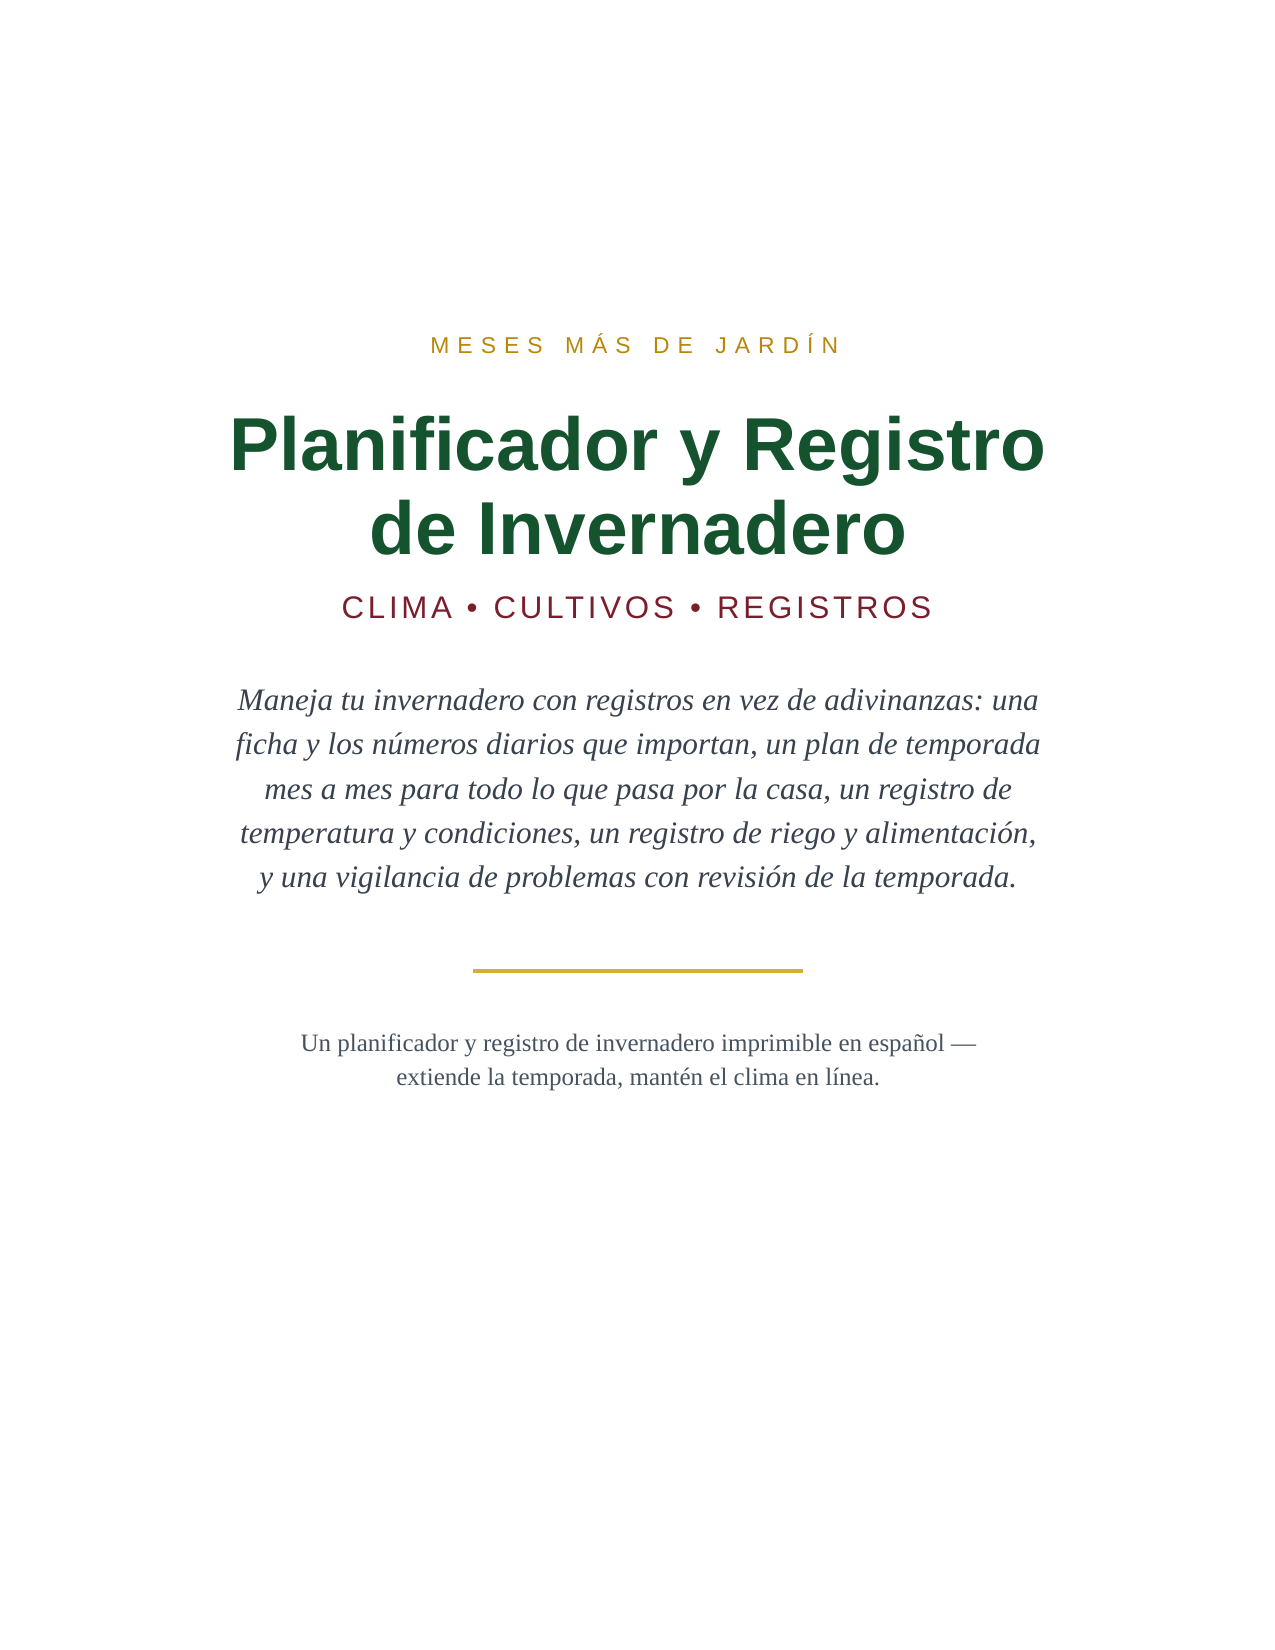 MESES MÁS DE JARDÍN
Planificador y Registro
de Invernadero
CLIMA • CULTIVOS • REGISTROS
Maneja tu invernadero con registros en vez de adivinanzas: una
ficha y los números diarios que importan, un plan de temporada
mes a mes para todo lo que pasa por la casa, un registro de
temperatura y condiciones, un registro de riego y alimentación,
y una vigilancia de problemas con revisión de la temporada.
Un planificador y registro de invernadero imprimible en español —
extiende la temporada, mantén el clima en línea.